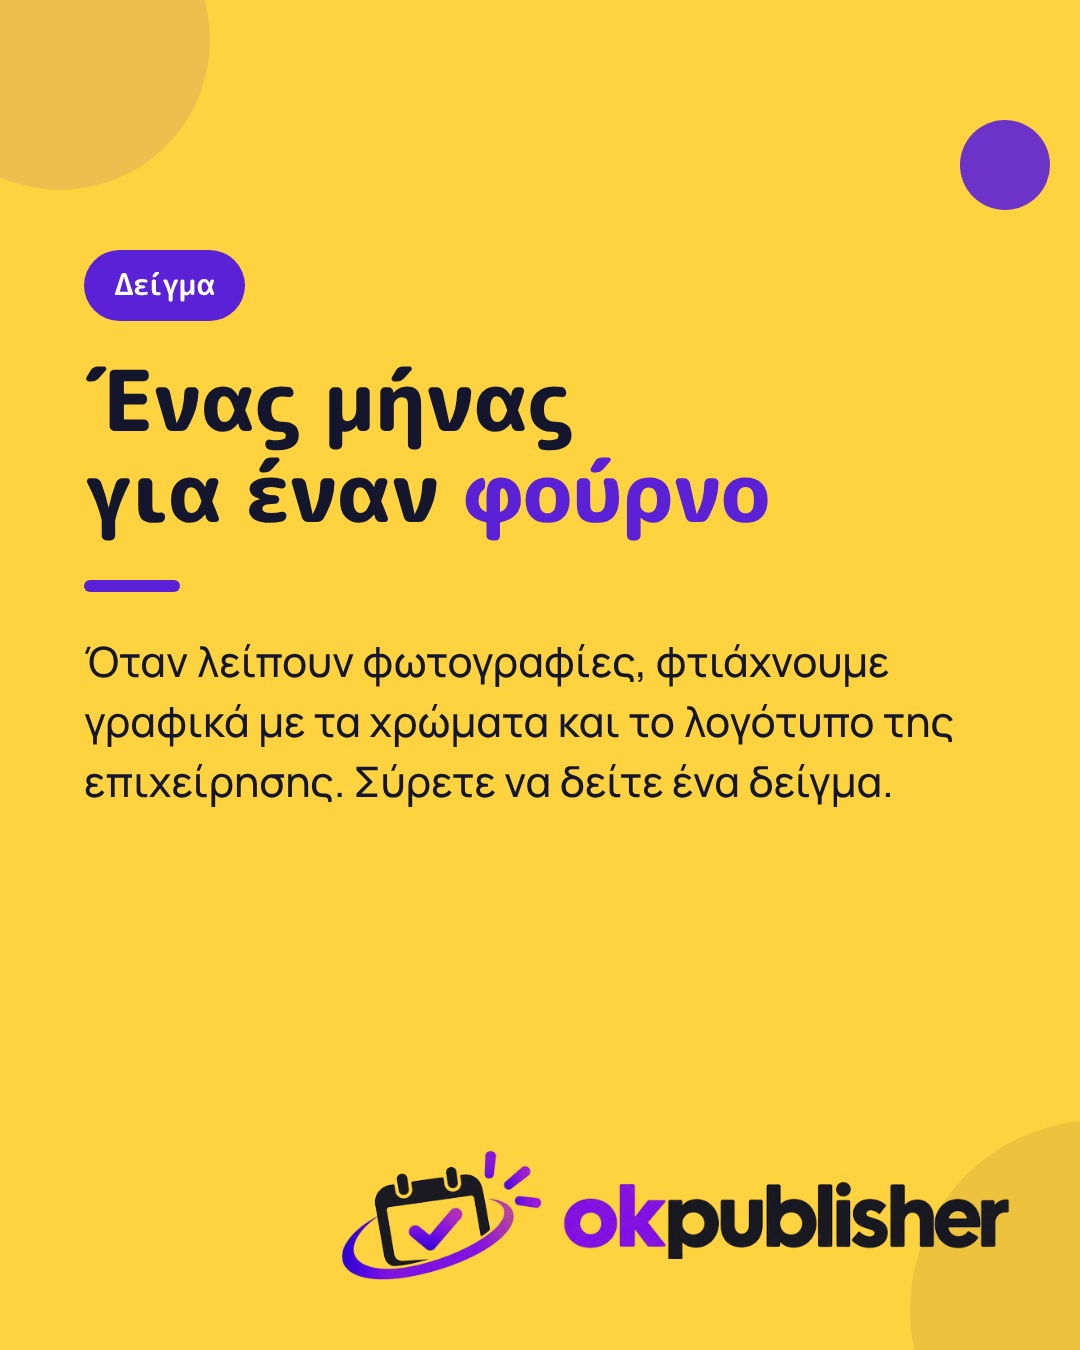 Δείγμα
Ένας μήνας
για έναν φούρνο
Όταν λείπουν φωτογραφίες, φτιάχνουμε
γραφικά με τα χρώματα και το λογότυπο της
επιχείρησης. Σύρετε να δείτε ένα δείγμα.
okpublisher